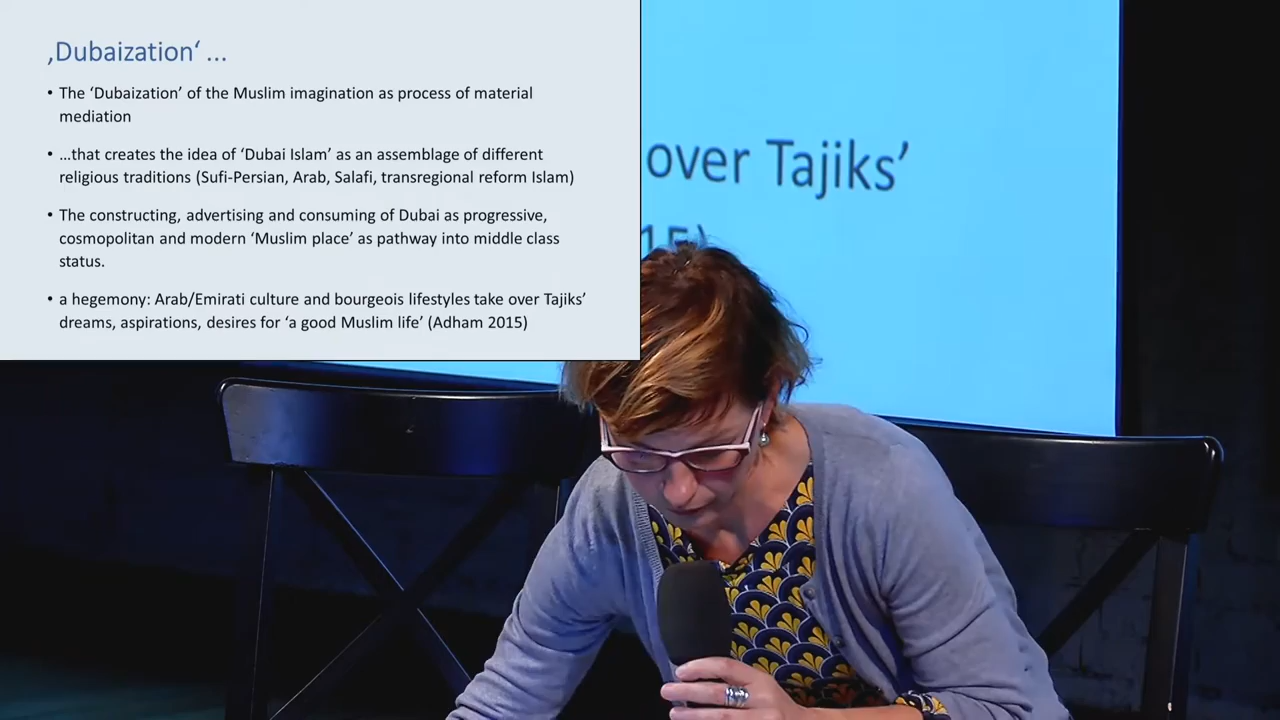 ‚Dubaization‘ ...
• The ‘Dubaization’ of the Muslim imagination as process of material
mediation
• …that creates the idea of ‘Dubai Islam’ as an assemblage of different
religious traditions (Sufi-Persian, Arab, Salafi, transregional reform Islam)
• The constructing, advertising and consuming of Dubai as progressive,
cosmopolitan and modern ‘Muslim place’ as pathway into middle class
status.
• a hegemony: Arab/Emirati culture and bourgeois lifestyles take over Tajiks’
dreams, aspirations, desires for ‘a good Muslim life’ (Adham 2015)
over Tajiks’
15)